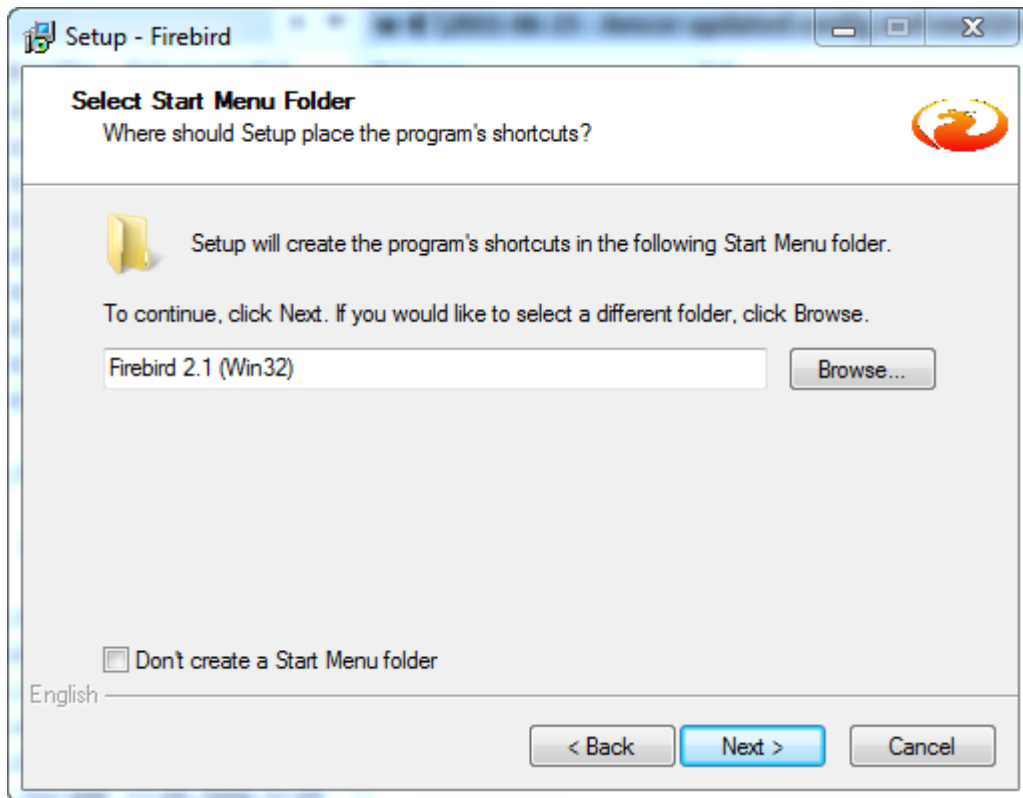 Setup - Firebird
Select Start Menu Folder
Where should Setup place the program's shortcuts?
Setup will create the program's shortcuts in the following Start Menu folder.
To continue, click Next. If you would like to select a different folder, click Browse.
Firebird 2.1 (Win32)
Browse...
Don't create a Start Menu folder
English
< Back
Next >
Cancel